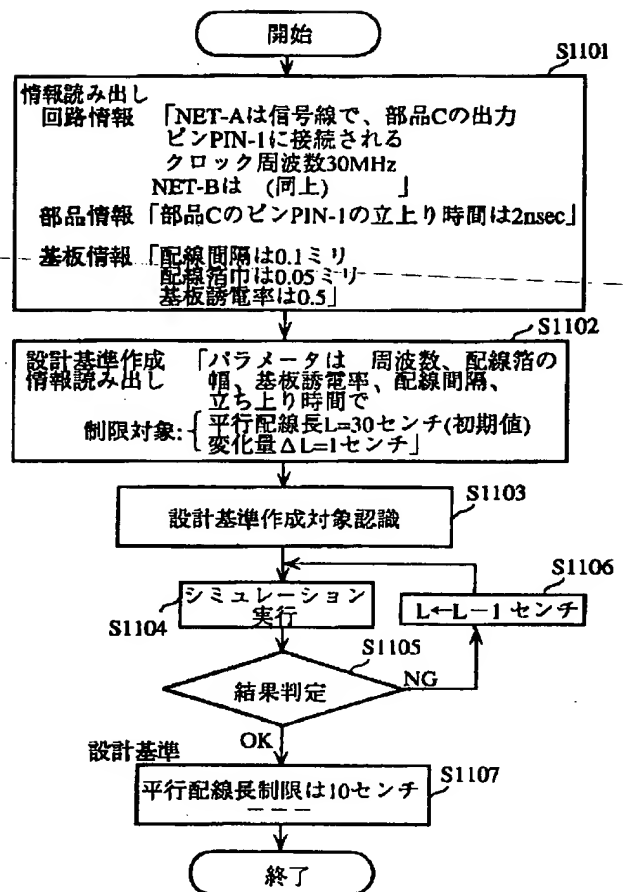 開始
S1101
情報読み出し
回路情報 「NET-Aは信号線で、部品Cの出力
ピンPIN-1に接続される
クロック周波数30MHz
NET-Bは (同上) 」
部品情報「部品CのピンPIN-1の立上り時間は2nsec」
基板情報「配線間隔は0.1ミリ
配線箔巾は0.05ミリ
基板誘電率は0.5」
S1102
設計基準作成 「パラメータは 周波数、配線箔の
情報読み出し 幅、基板誘電率、配線間隔、
立ち上り時間で
制限対象:{平行配線長L=30センチ(初期値)
変化量ΔL=1センチ」
S1103
設計基準作成対象認識
S1106
シミュレーション
実行
L←L－1 センチ
S1104
S1105
結果判定
NG
OK
設計基準
S1107
平行配線長制限は10センチ
－－－
終了